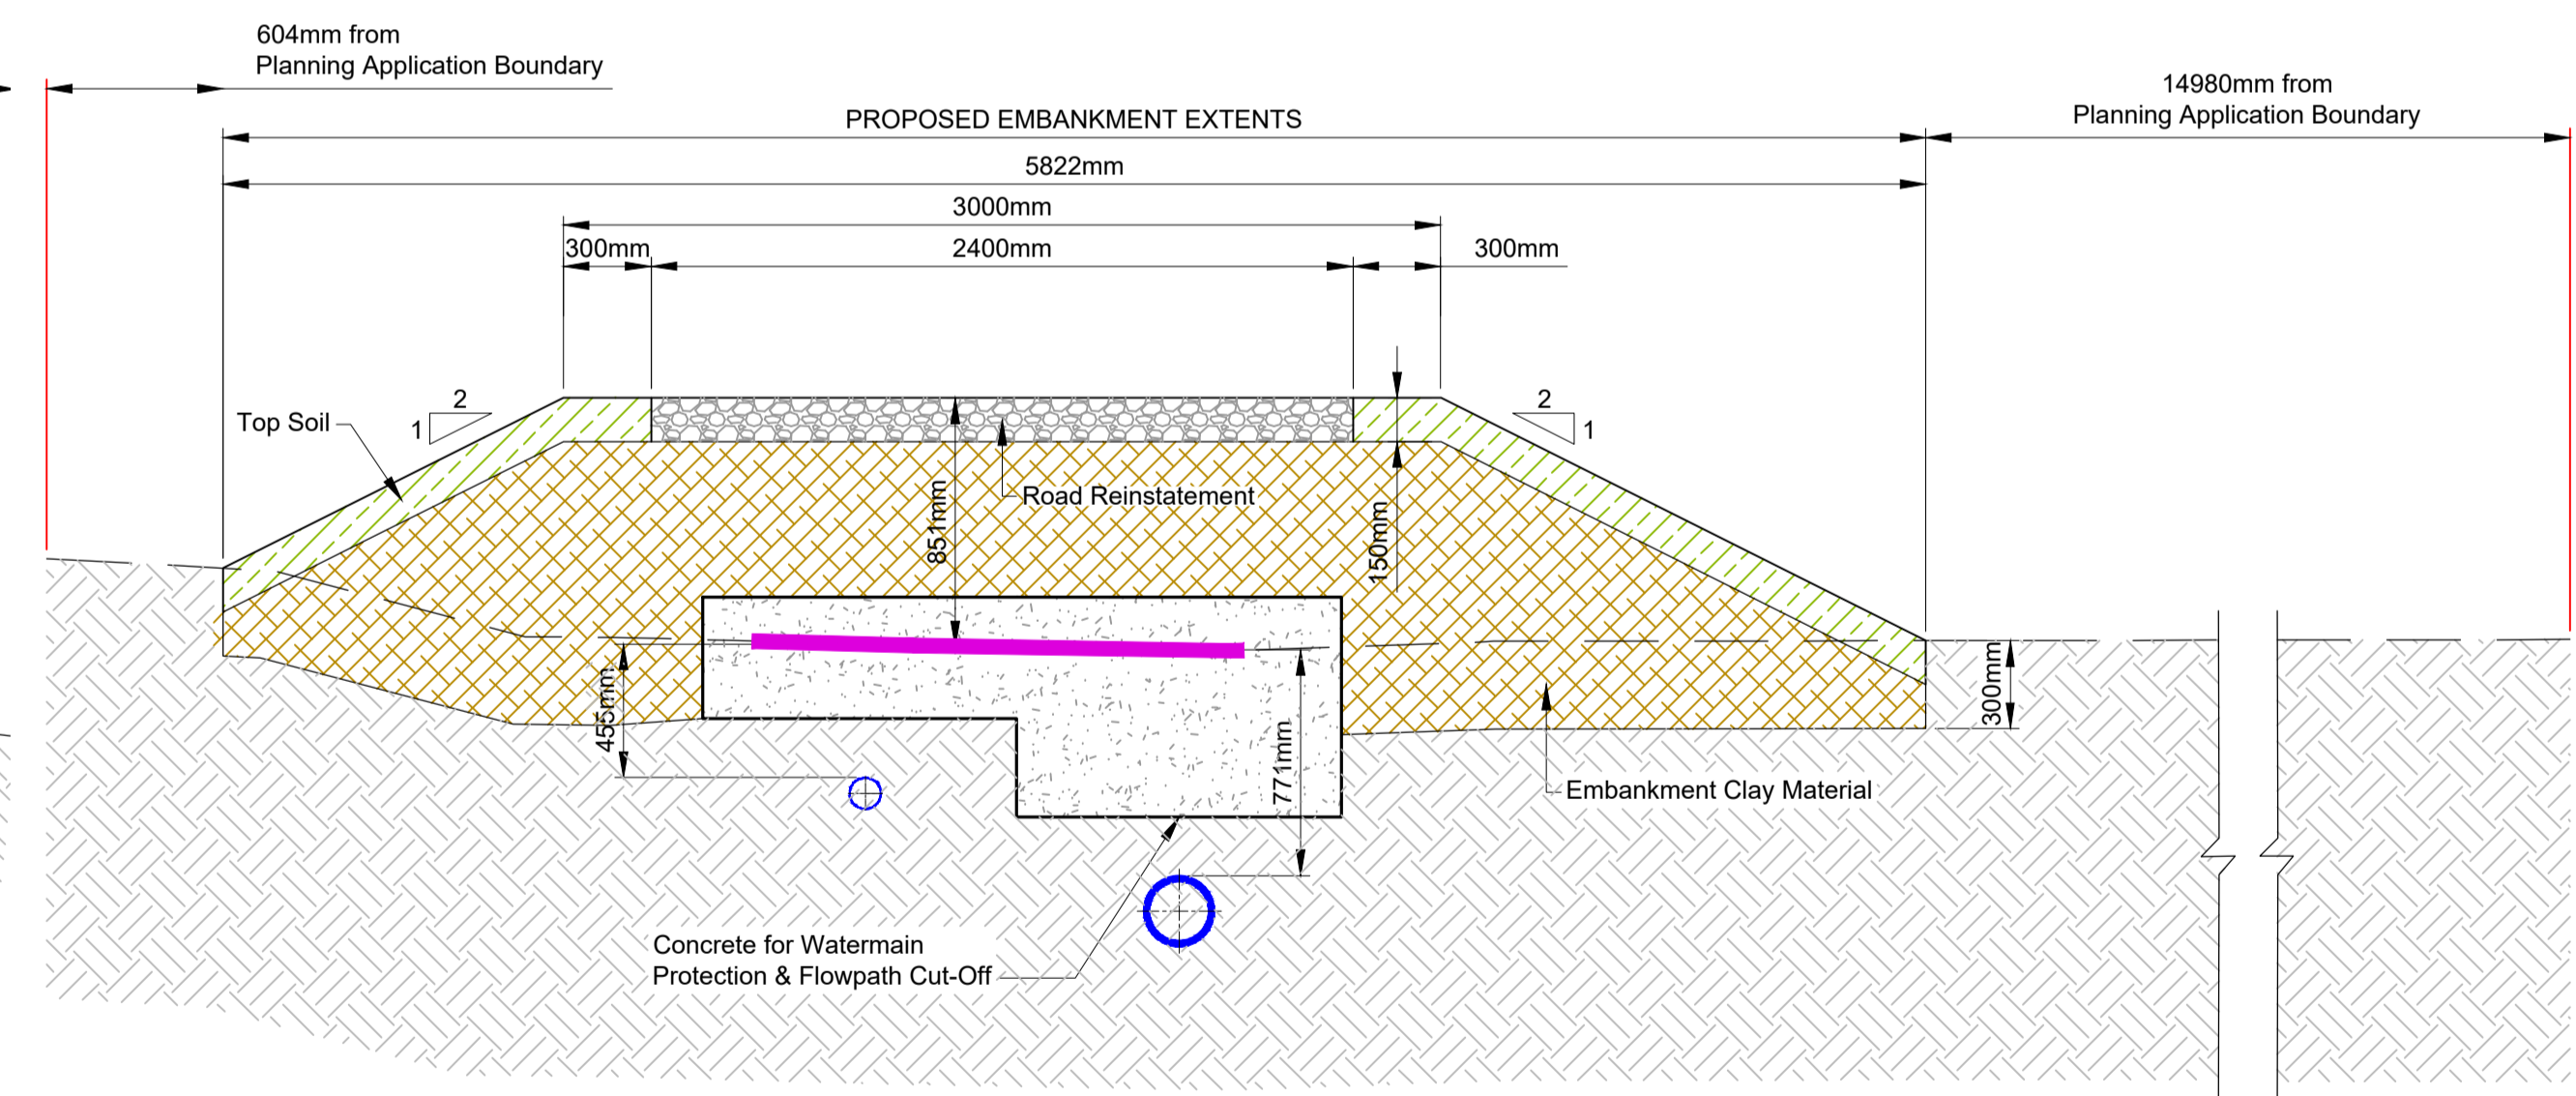 604mm from
Planning Application Boundary
14980mm from
Planning Application Boundary
PROPOSED EMBANKMENT EXTENTS
5822mm
3000mm
300mm
2400mm
300mm
2
1
2
1
Top Soil
Road Reinstatement
851mm
150mm
455mm
771mm
300mm
Embankment Clay Material
Concrete for Watermain
Protection & Flowpath Cut-Off